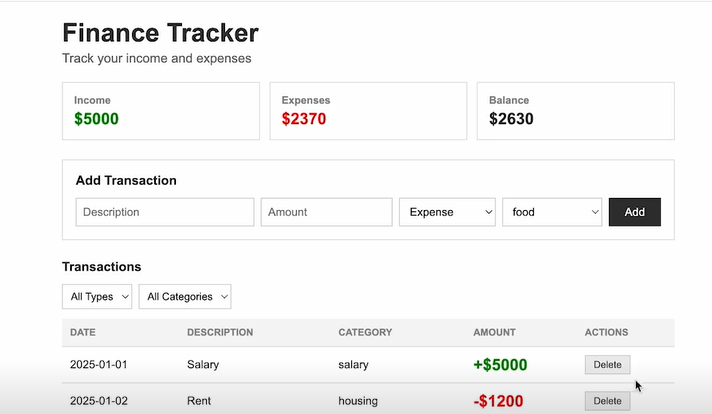 Finance Tracker
Track your income and expenses
Income Expenses Balance
$5000 $2370 $2630
Add Transaction
Description Amount Expense food Add
Transactions
All Types All Categories
DATE DESCRIPTION CATEGORY AMOUNT ACTIONS
2025-01-01 Salary salary +$5000 Delete
2025-01-02 Rent housing -$1200 Delete